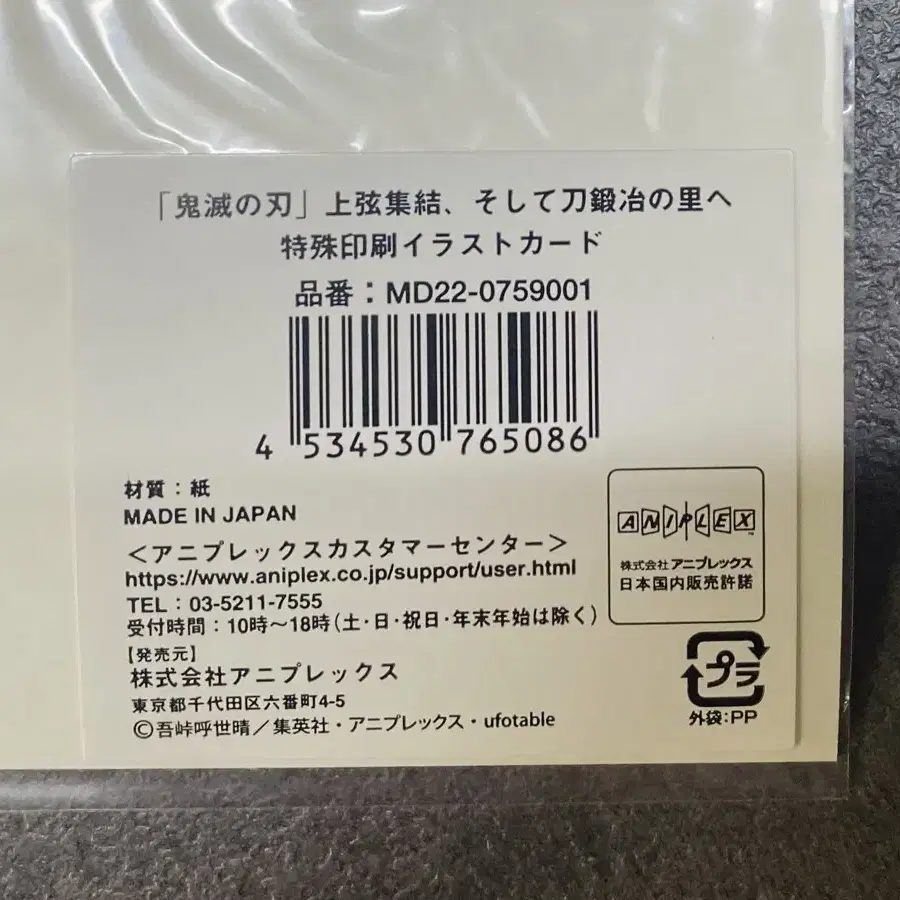 「鬼滅の刃」上弦集結、そして刀鍛冶の里へ
特殊印刷イラストカード
品番：MD22-0759001
4 534530 765086
材質：紙
MADE IN JAPAN
＜アニプレックスカスタマーセンター＞
https://www.aniplex.co.jp/support/user.html
TEL：03-5211-7555
受付時間：10時～18時(土・日・祝日・年末年始は除く)
【発売元】
株式会社アニプレックス
東京都千代田区六番町4-5
©吾峠呼世晴／集英社・アニプレックス・ufotable
ANIPLEX™
株式会社アニプレックス
日本国内販売許諾
プラ
外袋:PP